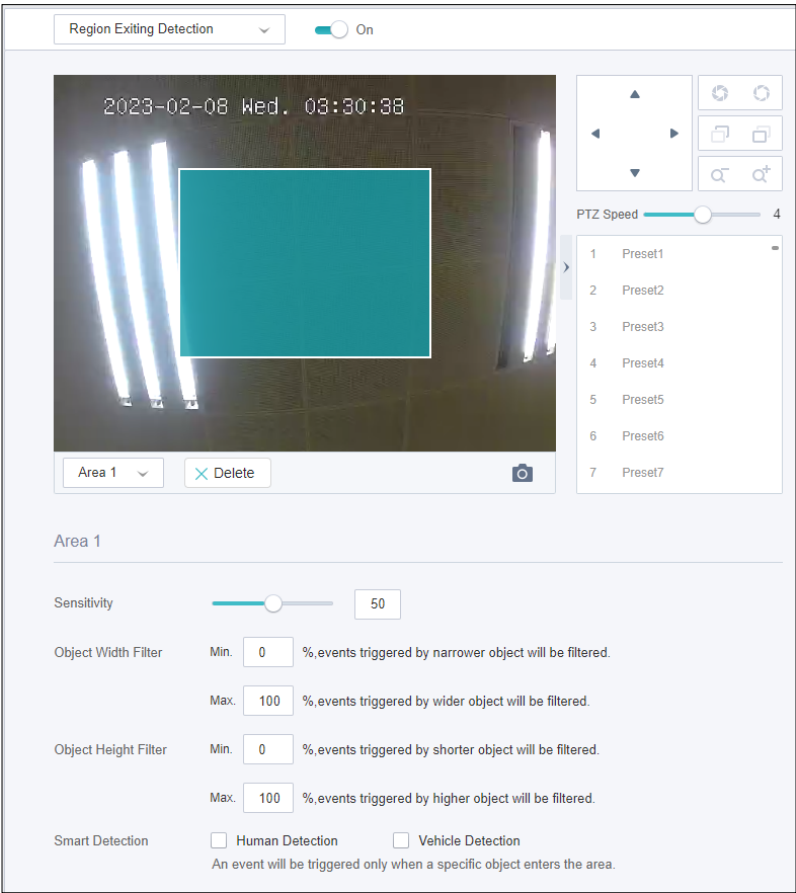 Region Exiting Detection On
2023-02-08 Wed. 03:30:38
PTZ Speed 4
1 Preset1
2 Preset2
3 Preset3
4 Preset4
5 Preset5
6 Preset6
7 Preset7
Area 1 Delete
Area 1
Sensitivity 50
Object Width Filter Min. 0 %,events triggered by narrower object will be filtered.
Max. 100 %,events triggered by wider object will be filtered.
Object Height Filter Min. 0 %,events triggered by shorter object will be filtered.
Max. 100 %,events triggered by higher object will be filtered.
Smart Detection Human Detection Vehicle Detection
An event will be triggered only when a specific object enters the area.